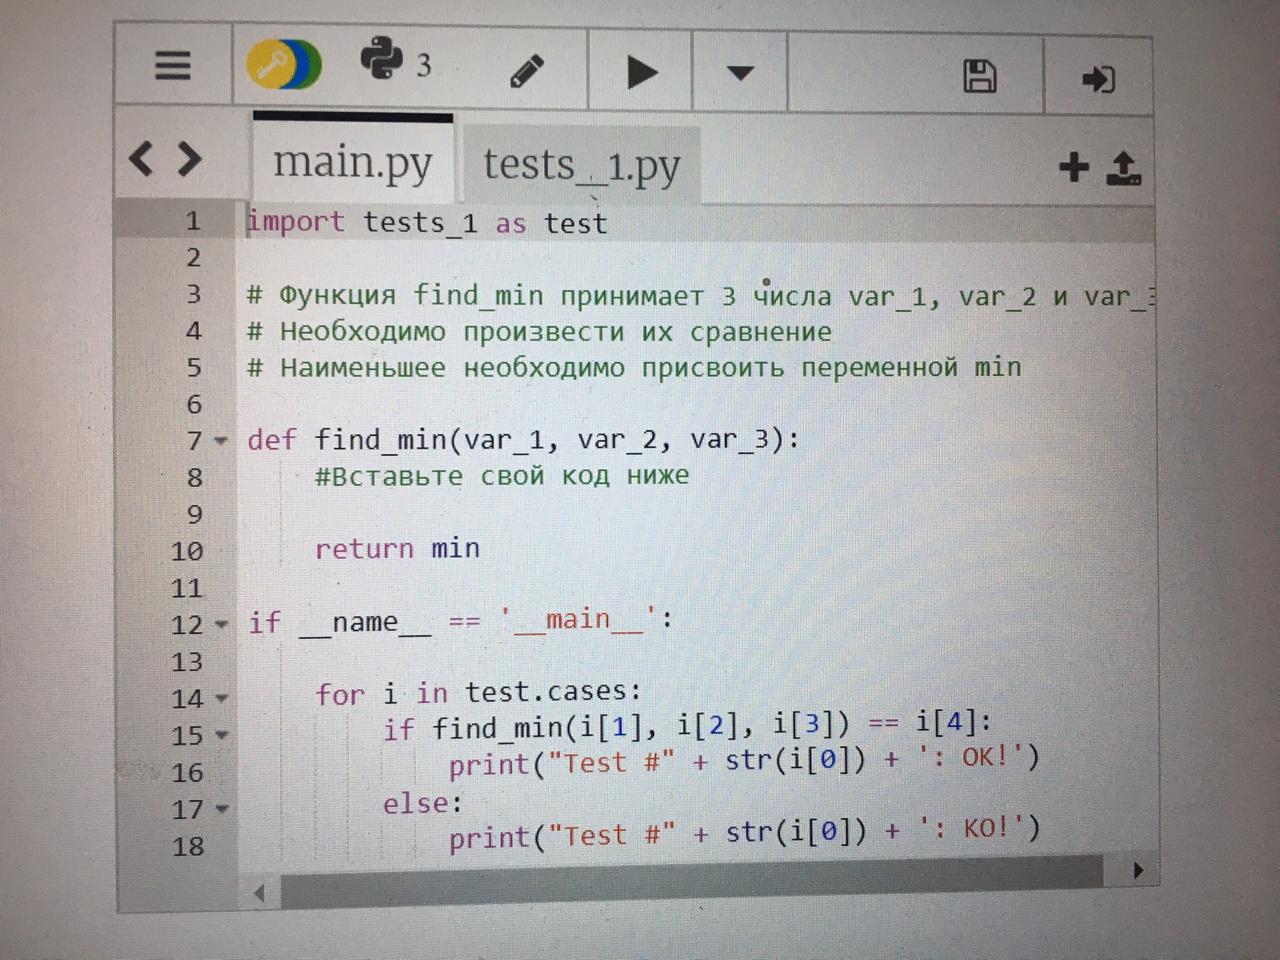 3
main.py tests_1.py
1 import tests_1 as test
2
3 # Функция find_min принимает 3 числа var_1, var_2 и var_3
4 # Необходимо произвести их сравнение
5 # Наименьшее необходимо присвоить переменной min
6
7 def find_min(var_1, var_2, var_3):
8 #Вставьте свой код ниже
9
10 return min
11
12 if __name__ == '__main__':
13
14 for i in test.cases:
15 if find_min(i[1], i[2], i[3]) == i[4]:
16 print("Test #" + str(i[0]) + ': OK!')
17 else:
18 print("Test #" + str(i[0]) + ': KO!')